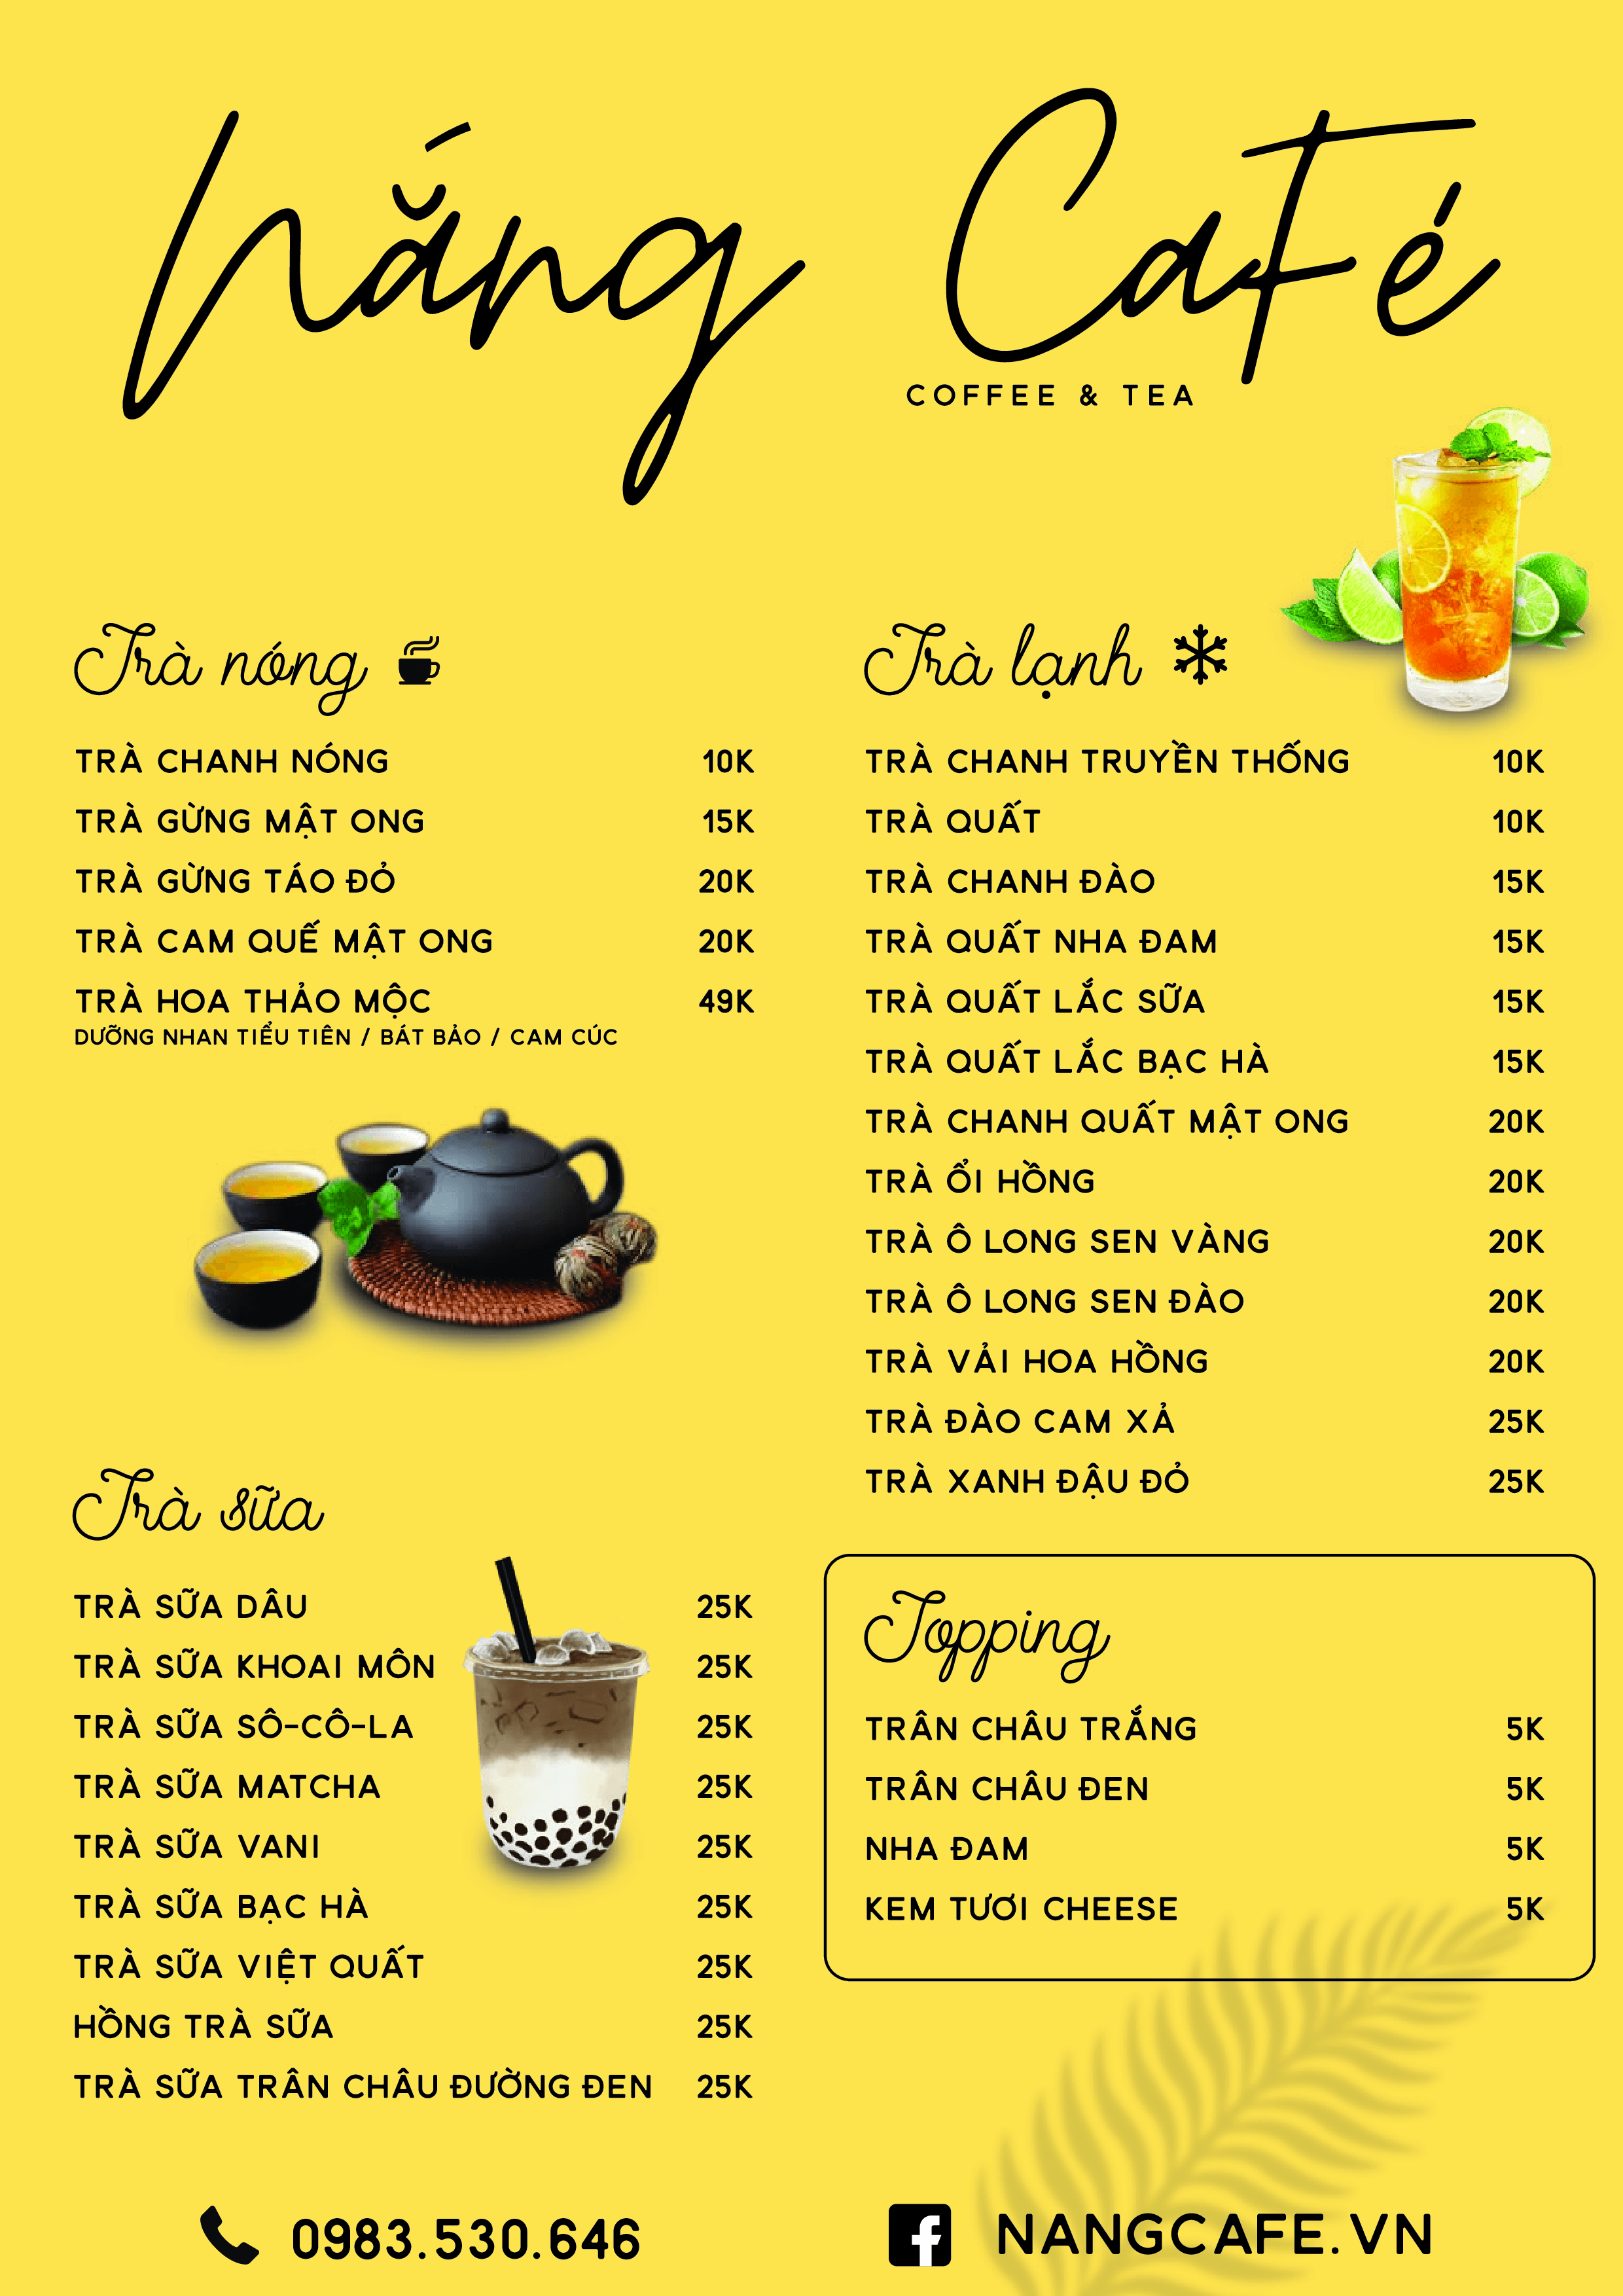 Nắng Café
COFFEE & TEA
Trà nóng
TRÀ CHANH NÓNG 10K
TRÀ GỪNG MẬT ONG 15K
TRÀ GỪNG TÁO ĐỎ 20K
TRÀ CAM QUẾ MẬT ONG 20K
TRÀ HOA THẢO MỘC 49K
DƯỠNG NHAN TIỂU TIÊN / BÁT BẢO / CAM CÚC
Trà sữa
TRÀ SỮA DÂU 25K
TRÀ SỮA KHOAI MÔN 25K
TRÀ SỮA SÔ-CÔ-LA 25K
TRÀ SỮA MATCHA 25K
TRÀ SỮA VANI 25K
TRÀ SỮA BẠC HÀ 25K
TRÀ SỮA VIỆT QUẤT 25K
HỒNG TRÀ SỮA 25K
TRÀ SỮA TRÂN CHÂU ĐƯỜNG ĐEN 25K
Trà lạnh
TRÀ CHANH TRUYỀN THỐNG 10K
TRÀ QUẤT 10K
TRÀ CHANH ĐÀO 15K
TRÀ QUẤT NHA ĐAM 15K
TRÀ QUẤT LẮC SỮA 15K
TRÀ QUẤT LẮC BẠC HÀ 15K
TRÀ CHANH QUẤT MẬT ONG 20K
TRÀ ỔI HỒNG 20K
TRÀ Ô LONG SEN VÀNG 20K
TRÀ Ô LONG SEN ĐÀO 20K
TRÀ VẢI HOA HỒNG 20K
TRÀ ĐÀO CAM XẢ 25K
TRÀ XANH ĐẬU ĐỎ 25K
Topping
TRÂN CHÂU TRẮNG 5K
TRÂN CHÂU ĐEN 5K
NHA ĐAM 5K
KEM TƯƠI CHEESE 5K
0983.530.646
NANGCAFE.VN